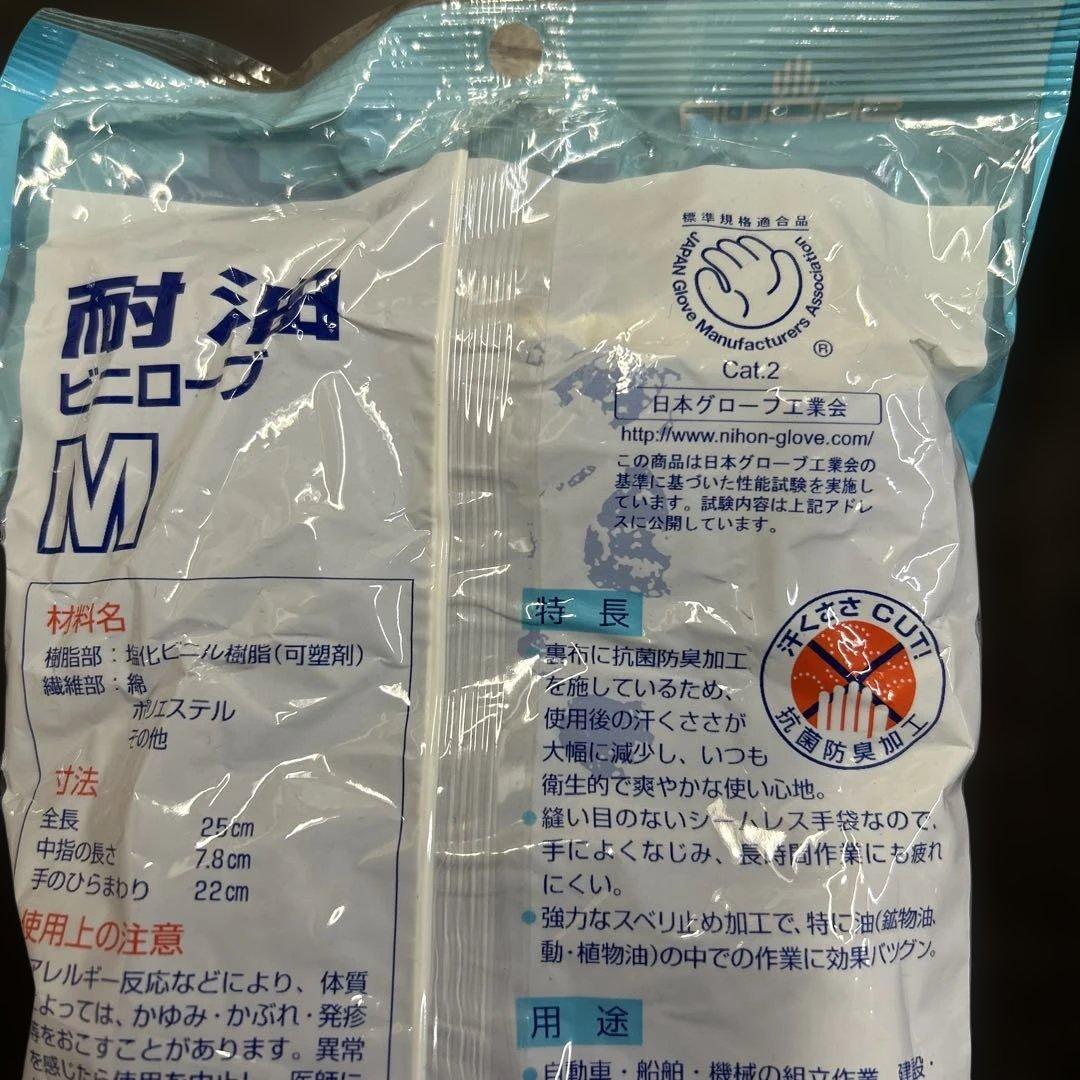 耐油
ビニローブ
M
材料名
樹脂部：塩化ビニル樹脂(可塑剤)
繊維部：綿
ポリエステル
その他
寸法
全長 25cm
中指の長さ 7.8cm
手のひらまわり 22cm
使用上の注意
アレルギー反応などにより、体質
によっては、かゆみ・かぶれ・発疹
等をおこすことがあります。異常
を感じたら使用を中止し、医師に
標準規格適合品
JAPAN Glove Manufacturers Association
®
Cat.2
日本グローブ工業会
http://www.nihon-glove.com/
この商品は日本グローブ工業会の
基準に基づいた性能試験を実施し
ています。試験内容は上記アドレ
スに公開しています。
特長
裏布に抗菌防臭加工
を施しているため、
使用後の汗くささが
大幅に減少し、いつも
衛生的で爽やかな使い心地。
汗くささCUT!
抗菌防臭加工
●縫い目のないシームレス手袋なので、
手によくなじみ、長時間作業にも疲れ
にくい。
●強力なスベリ止め加工で、特に油(鉱物油、
動・植物油)の中での作業に効果バツグン。
用途
●自動車・船舶・機械の組立作業、建設・